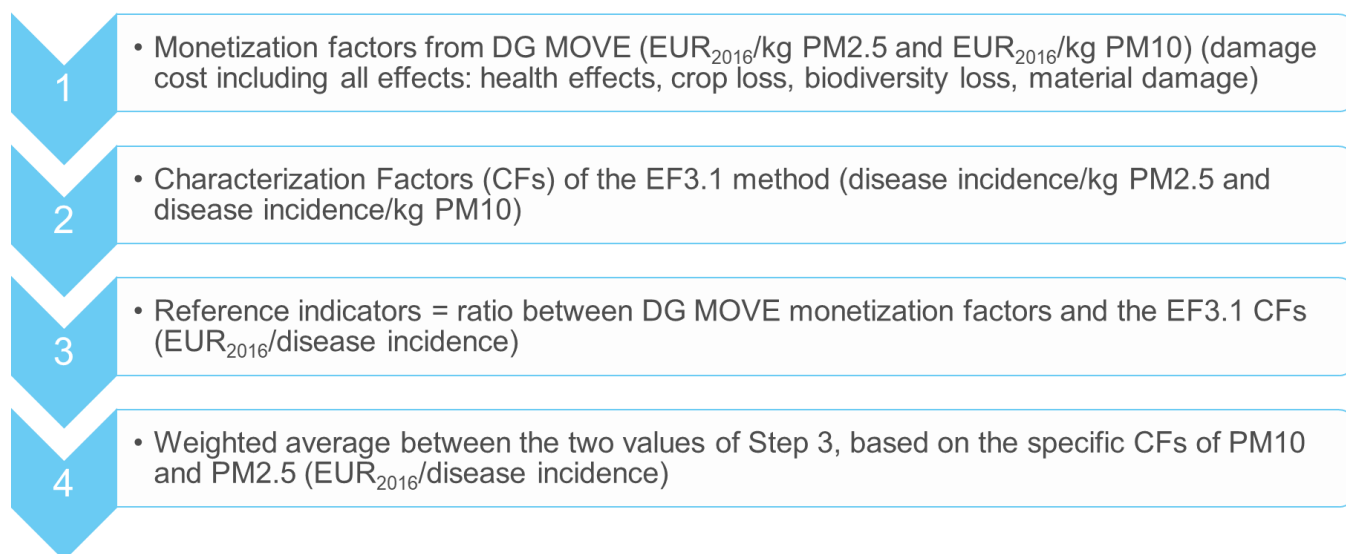 1
• Monetization factors from DG MOVE (EUR₂₀₁₆/kg PM2.5 and EUR₂₀₁₆/kg PM10) (damage
cost including all effects: health effects, crop loss, biodiversity loss, material damage)
2
• Characterization Factors (CFs) of the EF3.1 method (disease incidence/kg PM2.5 and
disease incidence/kg PM10)
3
• Reference indicators = ratio between DG MOVE monetization factors and the EF3.1 CFs
(EUR₂₀₁₆/disease incidence)
4
• Weighted average between the two values of Step 3, based on the specific CFs of PM10
and PM2.5 (EUR₂₀₁₆/disease incidence)